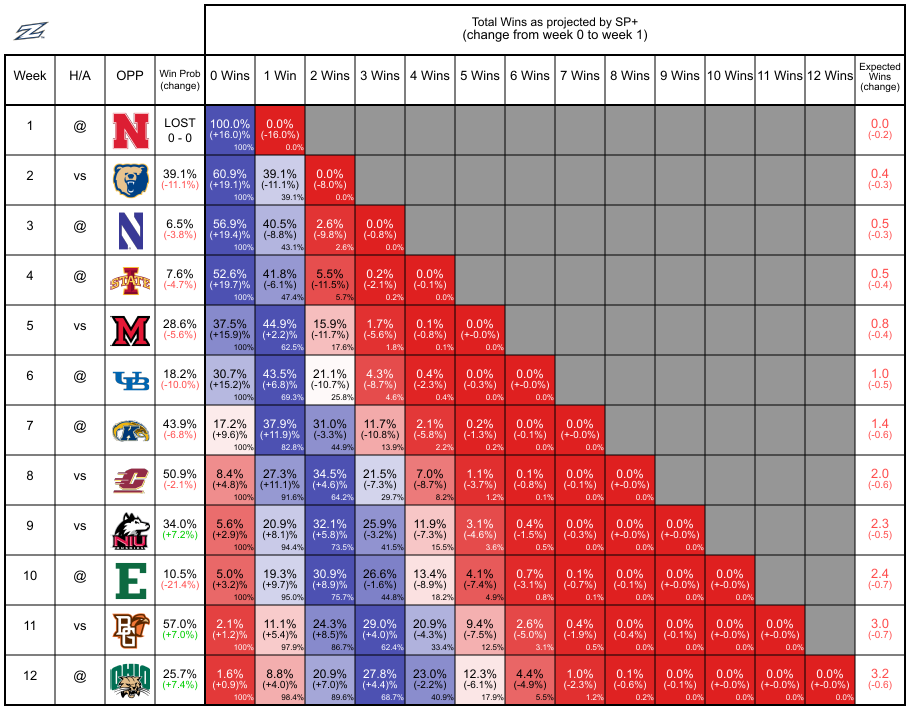 Total Wins as projected by SP+
(change from week 0 to week 1)
Week H/A OPP Win Prob (change) 0 Wins 1 Win 2 Wins 3 Wins 4 Wins 5 Wins 6 Wins 7 Wins 8 Wins 9 Wins 10 Wins 11 Wins 12 Wins Expected Wins (change)
1 @ N LOST 100.0% 0.0% 0.0
0 - 0 (+16.0)% (-16.0%) (-0.2)
100% 0.0%
2 vs 39.1% 60.9% 39.1% 0.0% 0.4
(-11.1%) (+19.1)% (-11.1%) (-8.0%) (-0.3)
100% 39.1% 0.0%
3 @ N 6.5% 56.9% 40.5% 2.6% 0.0% 0.5
(-3.8%) (+19.4)% (-8.8%) (-9.8%) (-0.8%) (-0.3)
100% 43.1% 2.6% 0.0%
4 @ I STATE 7.6% 52.6% 41.8% 5.5% 0.2% 0.0% 0.5
(-4.7%) (+19.7)% (-6.1%) (-11.5%) (-2.1%) (-0.1%) (-0.4)
100% 47.4% 5.7% 0.2% 0.0%
5 vs M 28.6% 37.5% 44.9% 15.9% 1.7% 0.1% 0.0% 0.8
(-5.6%) (+15.9)% (+2.2)% (-11.7%) (-5.6%) (-0.8%) (+-0.0)% (-0.4)
100% 62.5% 17.6% 1.8% 0.1% 0.0%
6 @ UB 18.2% 30.7% 43.5% 21.1% 4.3% 0.4% 0.0% 0.0% 1.0
(-10.0%) (+15.2)% (+6.8)% (-10.7%) (-8.7%) (-2.3%) (-0.3%) (+-0.0)% (-0.5)
100% 69.3% 25.8% 4.6% 0.4% 0.0% 0.0%
7 @ K 43.9% 17.2% 37.9% 31.0% 11.7% 2.1% 0.2% 0.0% 0.0% 1.4
(-6.8%) (+9.6)% (+11.9)% (-3.3%) (-10.8%) (-5.8%) (-1.3%) (-0.1%) (+-0.0)% (-0.6)
100% 82.8% 44.9% 13.9% 2.2% 0.2% 0.0% 0.0%
8 vs C 50.9% 8.4% 27.3% 34.5% 21.5% 7.0% 1.1% 0.1% 0.0% 0.0% 2.0
(-2.1%) (+4.8)% (+11.1)% (+4.6)% (-7.3%) (-8.7%) (-3.7%) (-0.8%) (-0.1%) (+-0.0)% (-0.6)
100% 91.6% 64.2% 29.7% 8.2% 1.2% 0.1% 0.0% 0.0%
9 vs NIU 34.0% 5.6% 20.9% 32.1% 25.9% 11.9% 3.1% 0.4% 0.0% 0.0% 0.0% 2.3
(+7.2%) (+2.9)% (+8.1)% (+5.8)% (-3.2%) (-7.3%) (-4.6%) (-1.5%) (-0.3%) (+-0.0)% (+-0.0)% (-0.5)
100% 94.4% 73.5% 41.5% 15.5% 3.6% 0.5% 0.0% 0.0% 0.0%
10 @ E 10.5% 5.0% 19.3% 30.9% 26.6% 13.4% 4.1% 0.7% 0.1% 0.0% 0.0% 0.0% 2.4
(-21.4%) (+3.2)% (+9.7)% (+8.9)% (-1.6%) (-8.9%) (-7.4%) (-3.1%) (-0.7%) (-0.1%) (+-0.0)% (+-0.0)% (-0.7)
100% 95.0% 75.7% 44.8% 18.2% 4.9% 0.8% 0.1% 0.0% 0.0% 0.0%
11 vs BG 57.0% 2.1% 11.1% 24.3% 29.0% 20.9% 9.4% 2.6% 0.4% 0.0% 0.0% 0.0% 0.0% 3.0
(+7.0%) (+1.2)% (+5.4)% (+8.5)% (+4.0)% (-4.3%) (-7.5%) (-5.0%) (-1.9%) (-0.4%) (-0.1%) (+-0.0)% (+-0.0)% (-0.7)
100% 97.9% 86.7% 62.4% 33.4% 12.5% 3.1% 0.5% 0.0% 0.0% 0.0% 0.0%
12 @ OHIO 25.7% 1.6% 8.8% 20.9% 27.8% 23.0% 12.3% 4.4% 1.0% 0.1% 0.0% 0.0% 0.0% 0.0% 3.2
(+7.4%) (+0.9)% (+4.0)% (+7.0)% (+4.4)% (-2.2%) (-6.1%) (-4.9%) (-2.3%) (-0.6%) (-0.1%) (+-0.0)% (+-0.0)% (+-0.0)% (-0.6)
100% 98.4% 89.6% 68.7% 40.9% 17.9% 5.5% 1.2% 0.2% 0.0% 0.0% 0.0% 0.0%